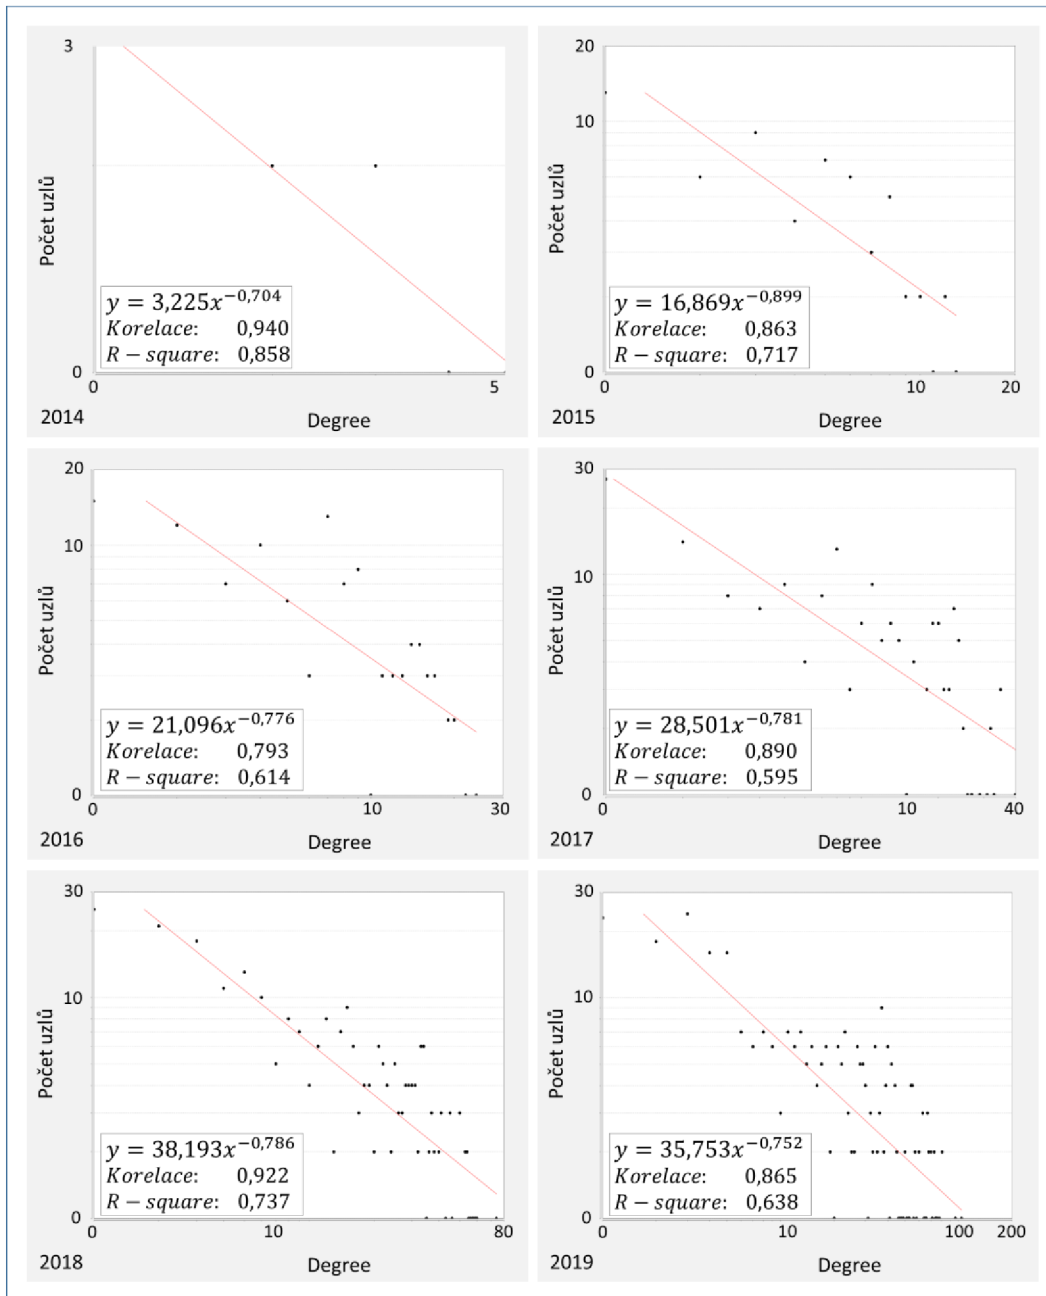 3
Počet uzlů
y = 3,225x^−0,704
Korelace: 0,940
R − square: 0,858
0
0 5
2014 Degree
20
10
Počet uzlů
y = 16,869x^−0,899
Korelace: 0,863
R − square: 0,717
0
0 10 20
2015 Degree
20
10
Počet uzlů
y = 21,096x^−0,776
Korelace: 0,793
R − square: 0,614
0
0 10 30
2016 Degree
30
10
Počet uzlů
y = 28,501x^−0,781
Korelace: 0,890
R − square: 0,595
0
0 10 40
2017 Degree
30
10
Počet uzlů
y = 38,193x^−0,786
Korelace: 0,922
R − square: 0,737
0
0 10 80
2018 Degree
30
10
Počet uzlů
y = 35,753x^−0,752
Korelace: 0,865
R − square: 0,638
0
0 10 100 200
2019 Degree